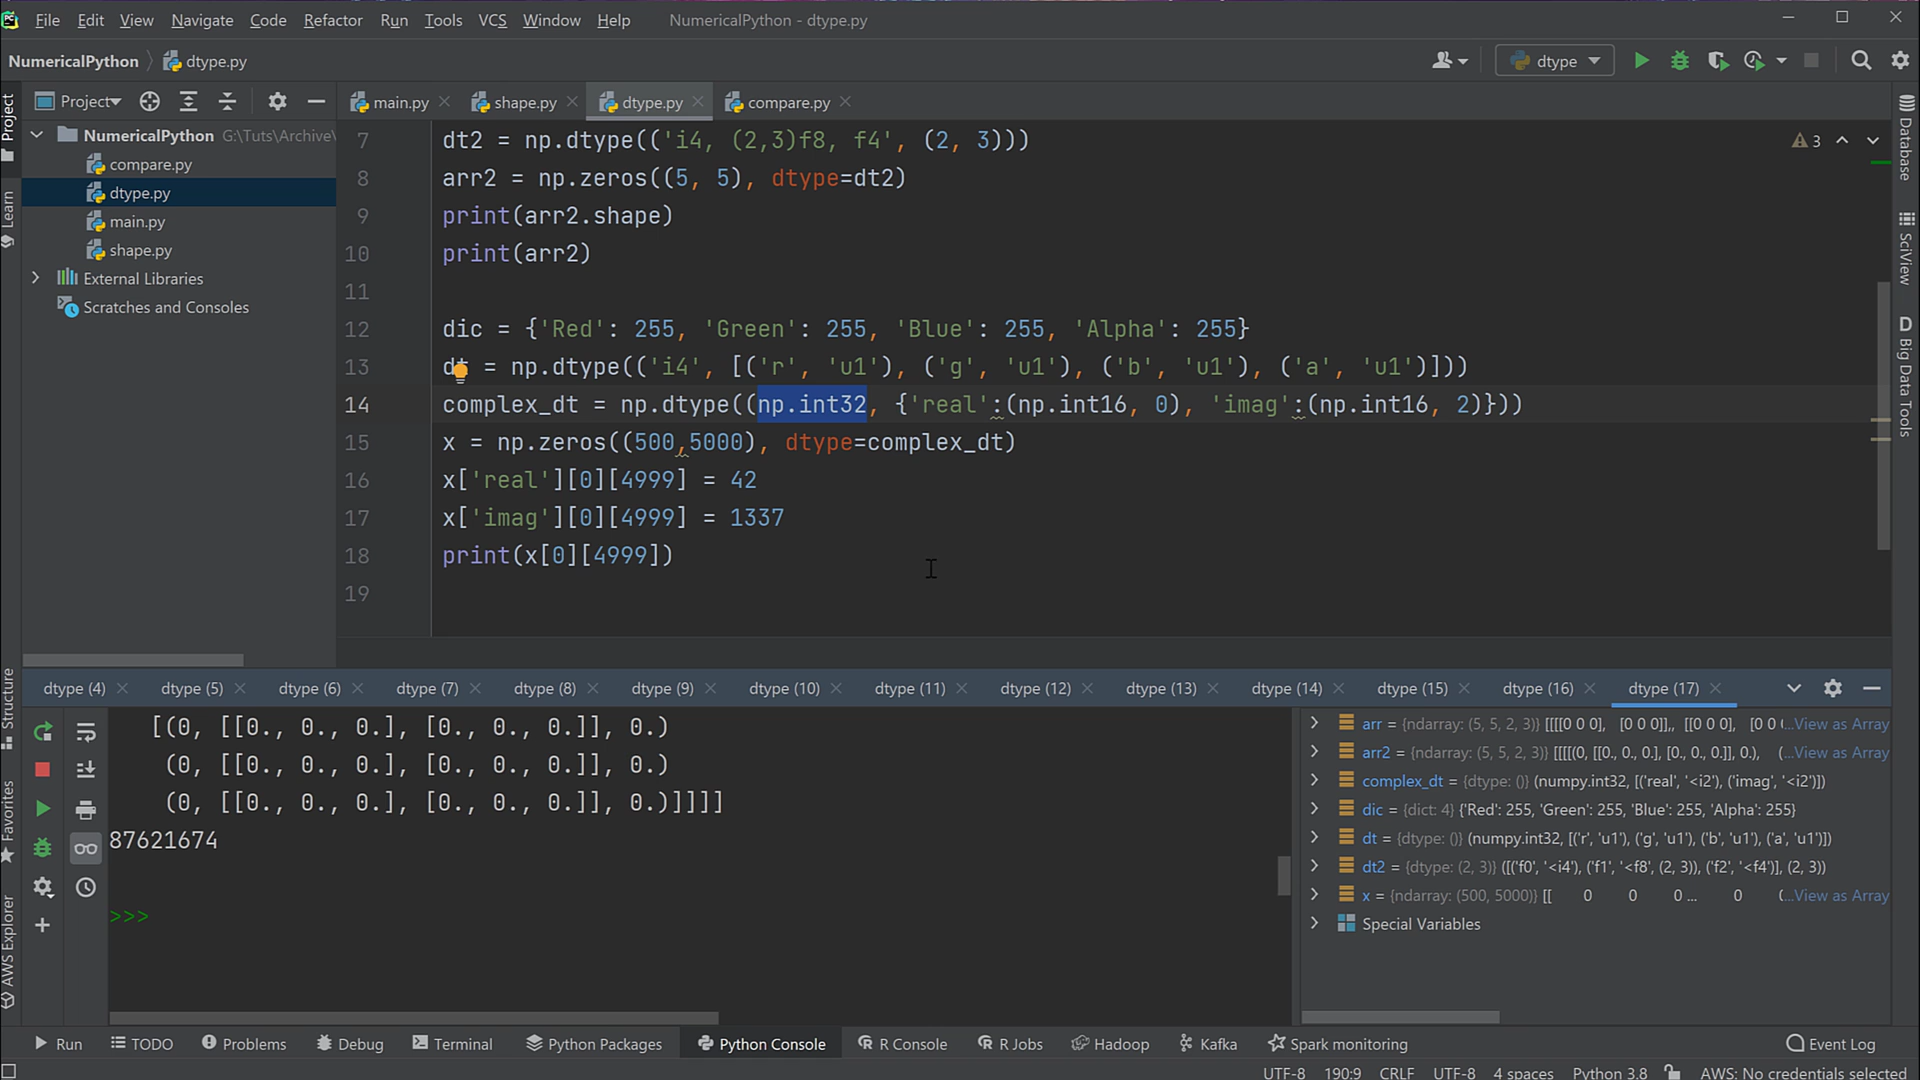 File Edit View Navigate Code Refactor Run Tools VCS Window Help NumericalPython - dtype.py
NumericalPython dtype.py dtype
Project main.py shape.py dtype.py compare.py
NumericalPython G:\Tuts\Archive\
compare.py
dtype.py
main.py
shape.py
External Libraries
Scratches and Consoles
Project
Learn
Structure
Favorites
AWS Explorer
7 dt2 = np.dtype(('i4, (2,3)f8, f4', (2, 3)))
8 arr2 = np.zeros((5, 5), dtype=dt2)
9 print(arr2.shape)
10 print(arr2)
11
12 dic = {'Red': 255, 'Green': 255, 'Blue': 255, 'Alpha': 255}
13 dt = np.dtype(('i4', [('r', 'u1'), ('g', 'u1'), ('b', 'u1'), ('a', 'u1')]))
14 complex_dt = np.dtype((np.int32, {'real':(np.int16, 0), 'imag':(np.int16, 2)}))
15 x = np.zeros((500,5000), dtype=complex_dt)
16 x['real'][0][4999] = 42
17 x['imag'][0][4999] = 1337
18 print(x[0][4999])
19
3
Database
SciView
D Big Data Tools
dtype (4) dtype (5) dtype (6) dtype (7) dtype (8) dtype (9) dtype (10) dtype (11) dtype (12) dtype (13) dtype (14) dtype (15) dtype (16) dtype (17)
[(0, [[0., 0., 0.], [0., 0., 0.]], 0.)
(0, [[0., 0., 0.], [0., 0., 0.]], 0.)
(0, [[0., 0., 0.], [0., 0., 0.]], 0.)]]]]
87621674
>>>
arr = {ndarray: (5, 5, 2, 3)} [[[[0 0 0], [0 0 0]],, [[0 0 0], [0 0 (...View as Array
arr2 = {ndarray: (5, 5, 2, 3)} [[[[(0, [[0., 0., 0.], [0., 0., 0.]], 0.), (...View as Array
complex_dt = {dtype: ()} (numpy.int32, [('real', '<i2'), ('imag', '<i2')])
dic = {dict: 4} {'Red': 255, 'Green': 255, 'Blue': 255, 'Alpha': 255}
dt = {dtype: ()} (numpy.int32, [('r', 'u1'), ('g', 'u1'), ('b', 'u1'), ('a', 'u1')])
dt2 = {dtype: (2, 3)} ([('f0', '<i4'), ('f1', '<f8', (2, 3)), ('f2', '<f4')], (2, 3))
x = {ndarray: (500, 5000)} [[ 0 0 0 ... 0 (...View as Array
Special Variables
Run TODO Problems Debug Terminal Python Packages Python Console R Console R Jobs Hadoop Kafka Spark monitoring Event Log
UTF-8 190:9 CRLF UTF-8 4 spaces Python 3.8 AWS: No credentials selected